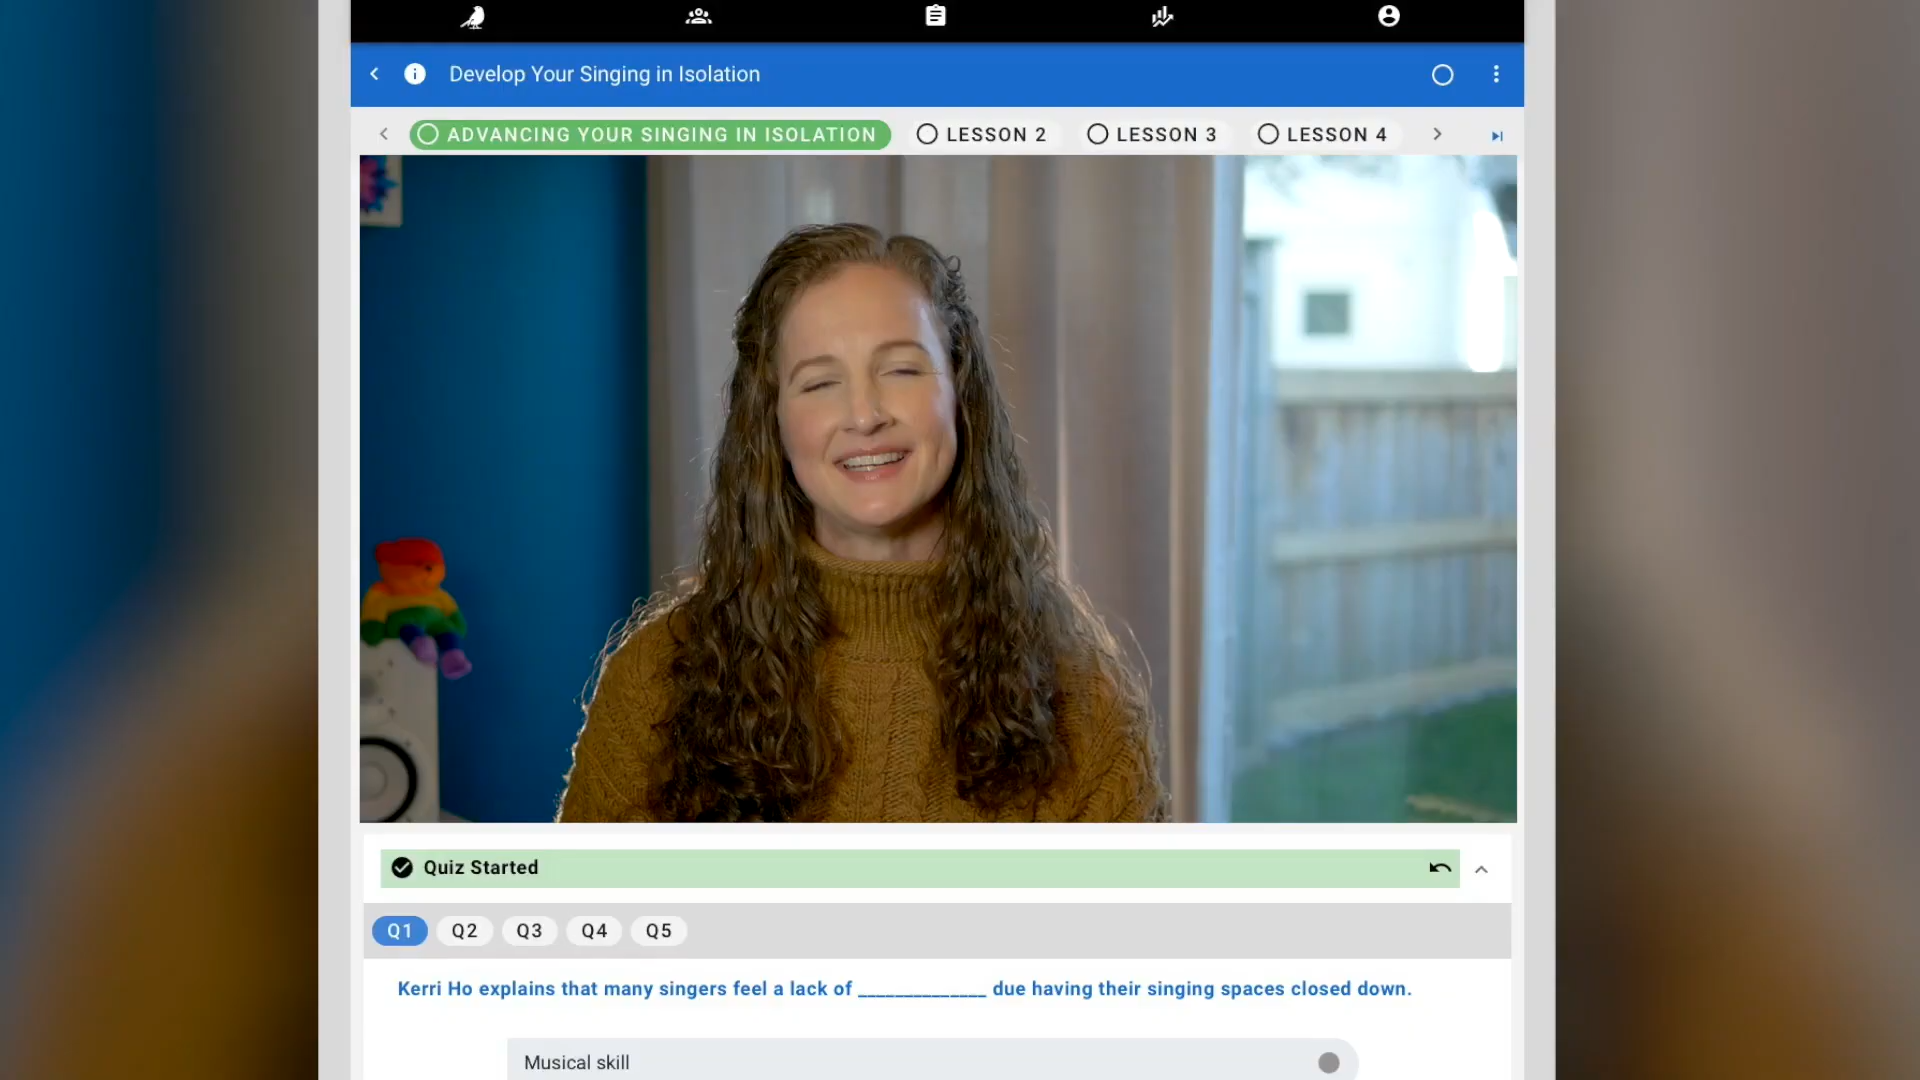 Develop Your Singing in Isolation
ADVANCING YOUR SINGING IN ISOLATION LESSON 2 LESSON 3 LESSON 4
Quiz Started
Q1 Q2 Q3 Q4 Q5
Kerri Ho explains that many singers feel a lack of ______________ due having their singing spaces closed down.
Musical skill